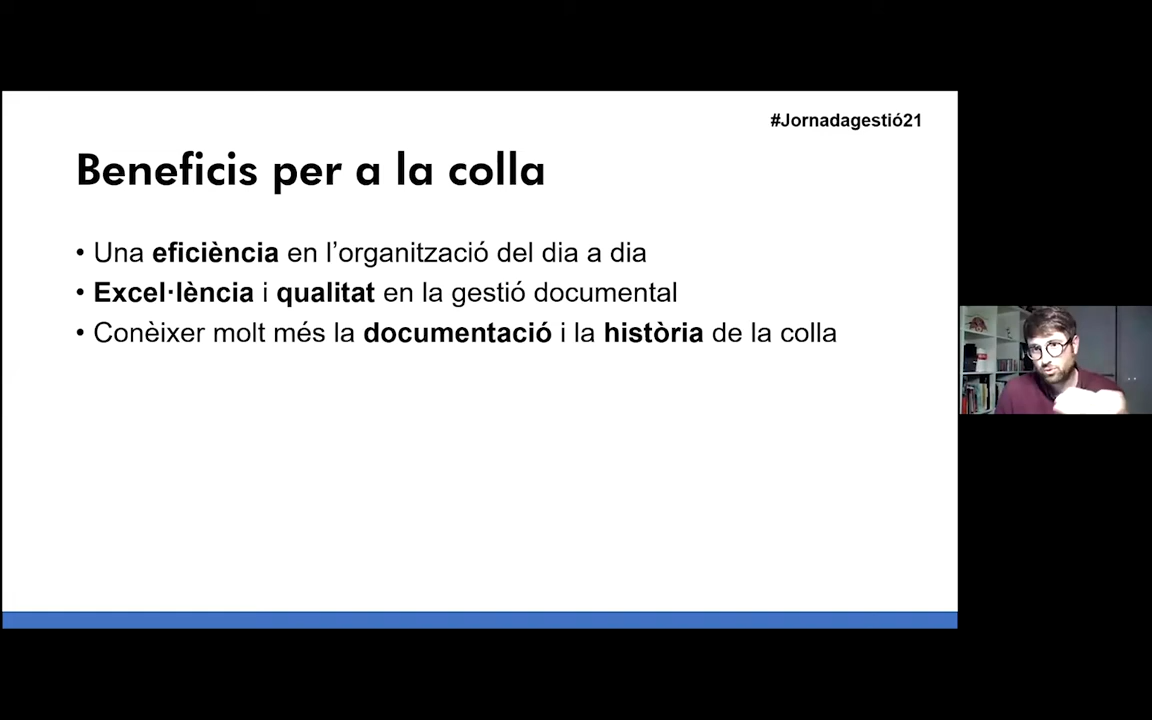 #Jornadagestió21
Beneficis per a la colla
• Una eficiència en l’organització del dia a dia
• Excel·lència i qualitat en la gestió documental
• Conèixer molt més la documentació i la història de la colla